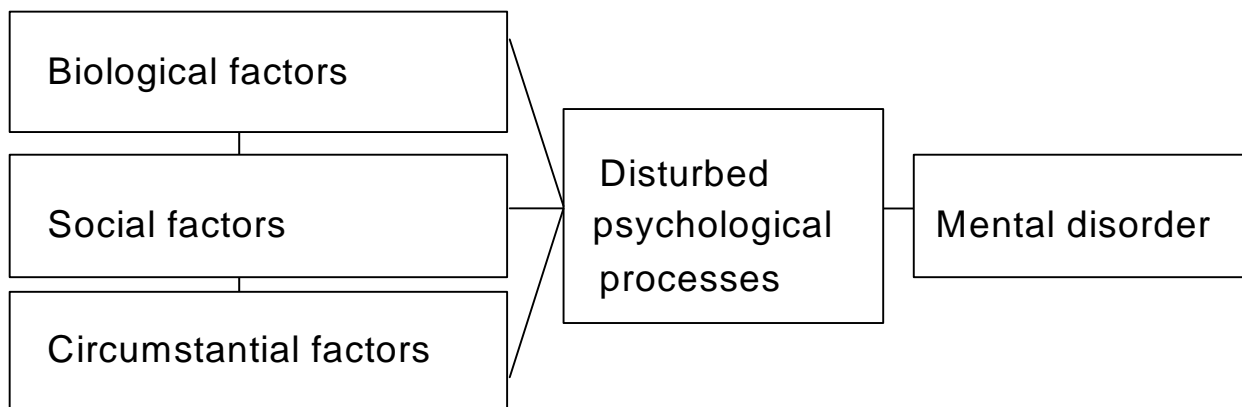 Biological factors
Social factors
Circumstantial factors
Disturbed
psychological
processes
Mental disorder